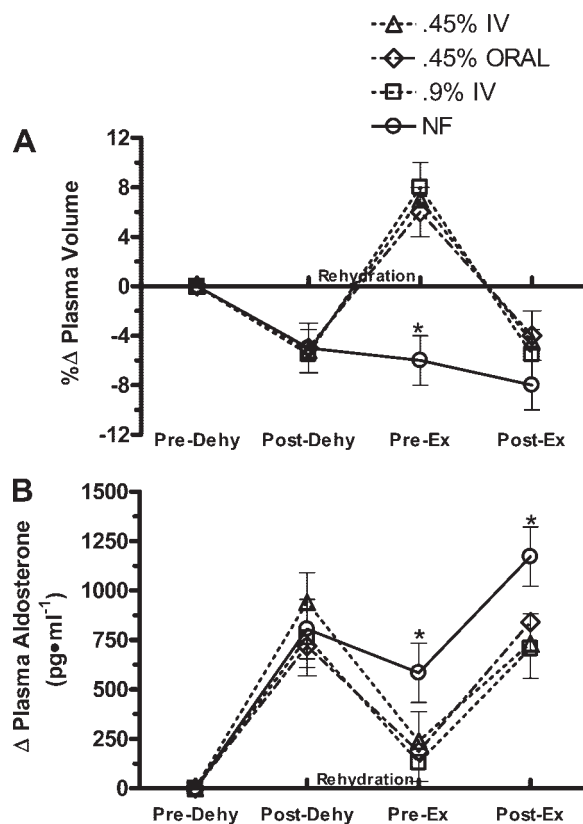 .45% IV
.45% ORAL
.9% IV
NF
A
12
8
4
0
-4
-8
-12
%Δ Plasma Volume
Rehydration
*
Pre-Dehy Post-Dehy Pre-Ex Post-Ex
B
1500
1250
1000
750
500
250
0
Δ Plasma Aldosterone
(pg•ml⁻¹)
*
*
Rehydration
Pre-Dehy Post-Dehy Pre-Ex Post-Ex